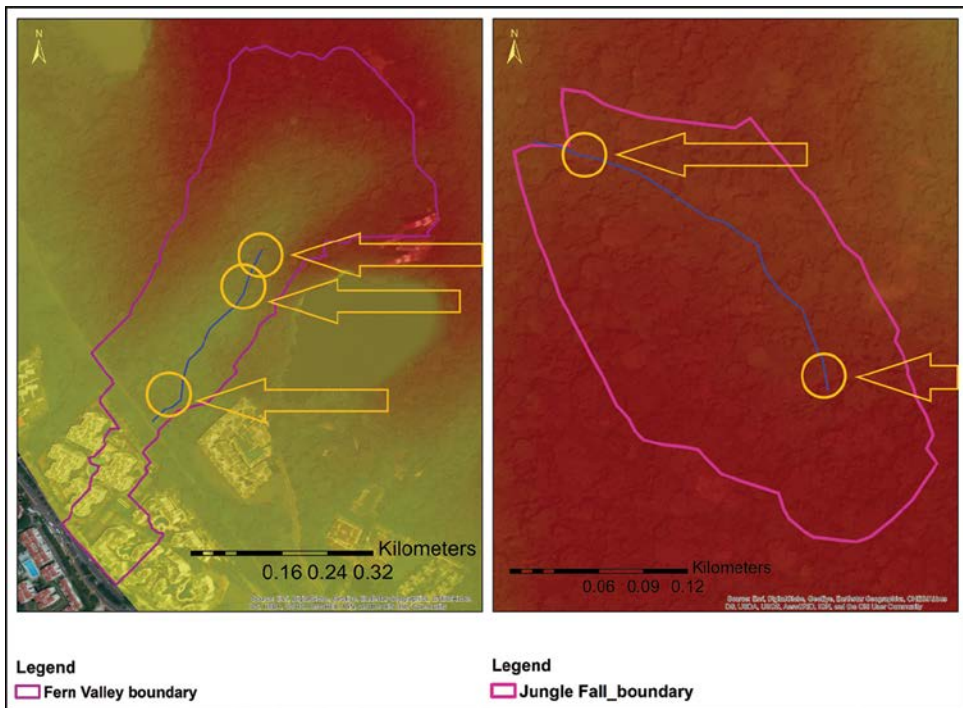 N
N
Kilometers
0.16 0.24 0.32
Kilometers
0.06 0.09 0.12
Legend
Fern Valley boundary
Legend
Jungle Fall_boundary